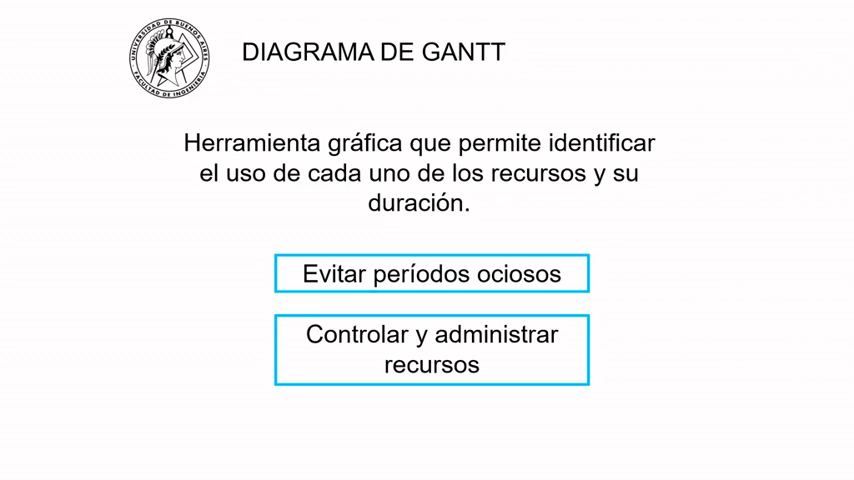 UNIVERSIDAD DE BUENOS AIRES
FACULTAD DE INGENIERIA
DIAGRAMA DE GANTT
Herramienta gráfica que permite identificar
el uso de cada uno de los recursos y su
duración.
Evitar períodos ociosos
Controlar y administrar
recursos